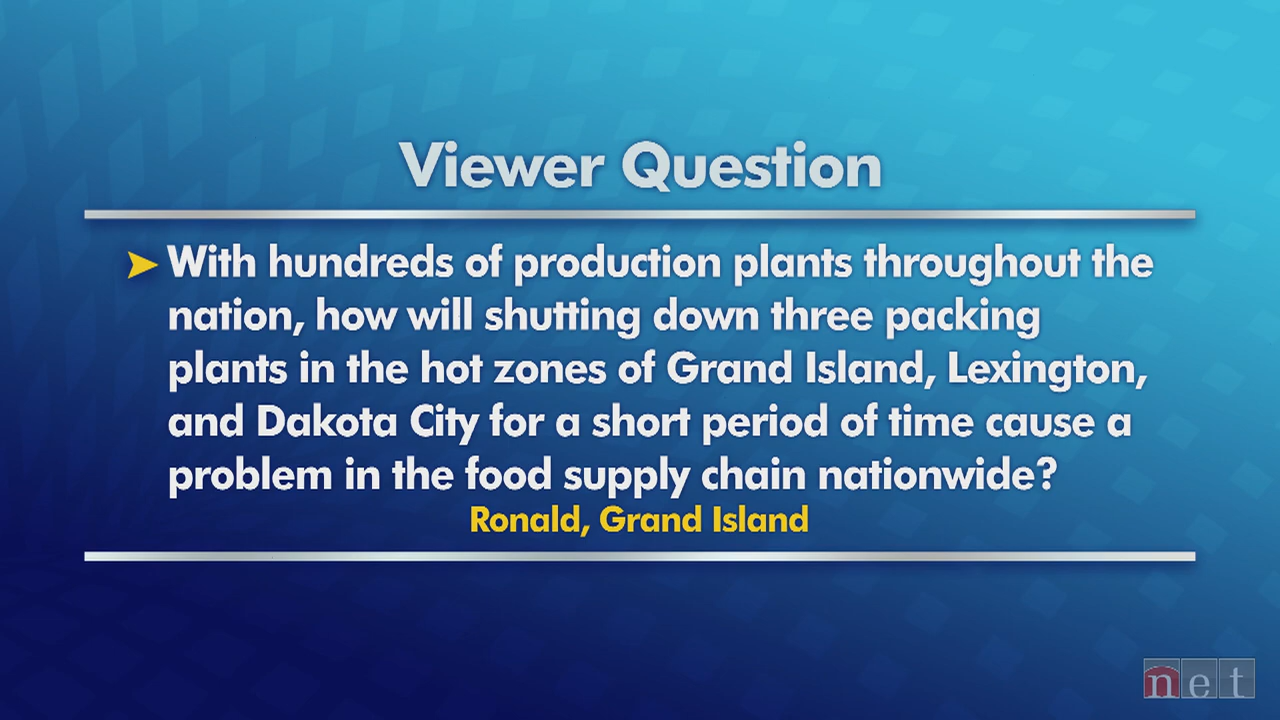 Viewer Question
➤ With hundreds of production plants throughout the
nation, how will shutting down three packing
plants in the hot zones of Grand Island, Lexington,
and Dakota City for a short period of time cause a
problem in the food supply chain nationwide?
Ronald, Grand Island
net